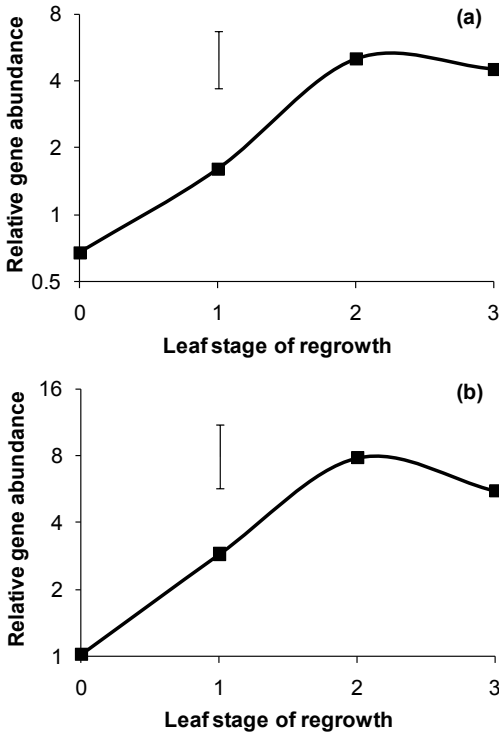 (a)
Relative gene abundance
8
4
2
1
0.5
0 1 2 3
Leaf stage of regrowth
(b)
Relative gene abundance
16
8
4
2
1
0 1 2 3
Leaf stage of regrowth